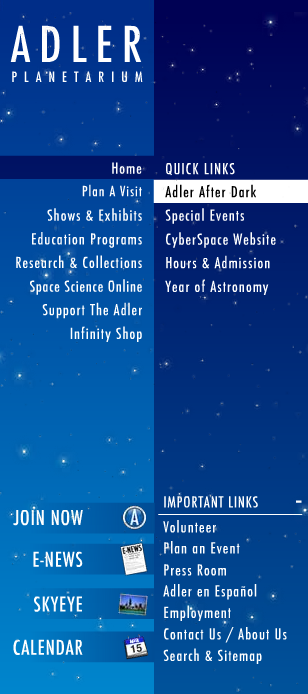 ADLER
PLANETARIUM
Home
Plan A Visit
Shows & Exhibits
Education Programs
Research & Collections
Space Science Online
Support The Adler
Infinity Shop
QUICK LINKS
Adler After Dark
Special Events
CyberSpace Website
Hours & Admission
Year of Astronomy
JOIN NOW
A
E-NEWS
E-NEWS
SKYEYE
CALENDAR
15
IMPORTANT LINKS -
Volunteer
Plan an Event
Press Room
Adler en Español
Employment
Contact Us / About Us
Search & Sitemap